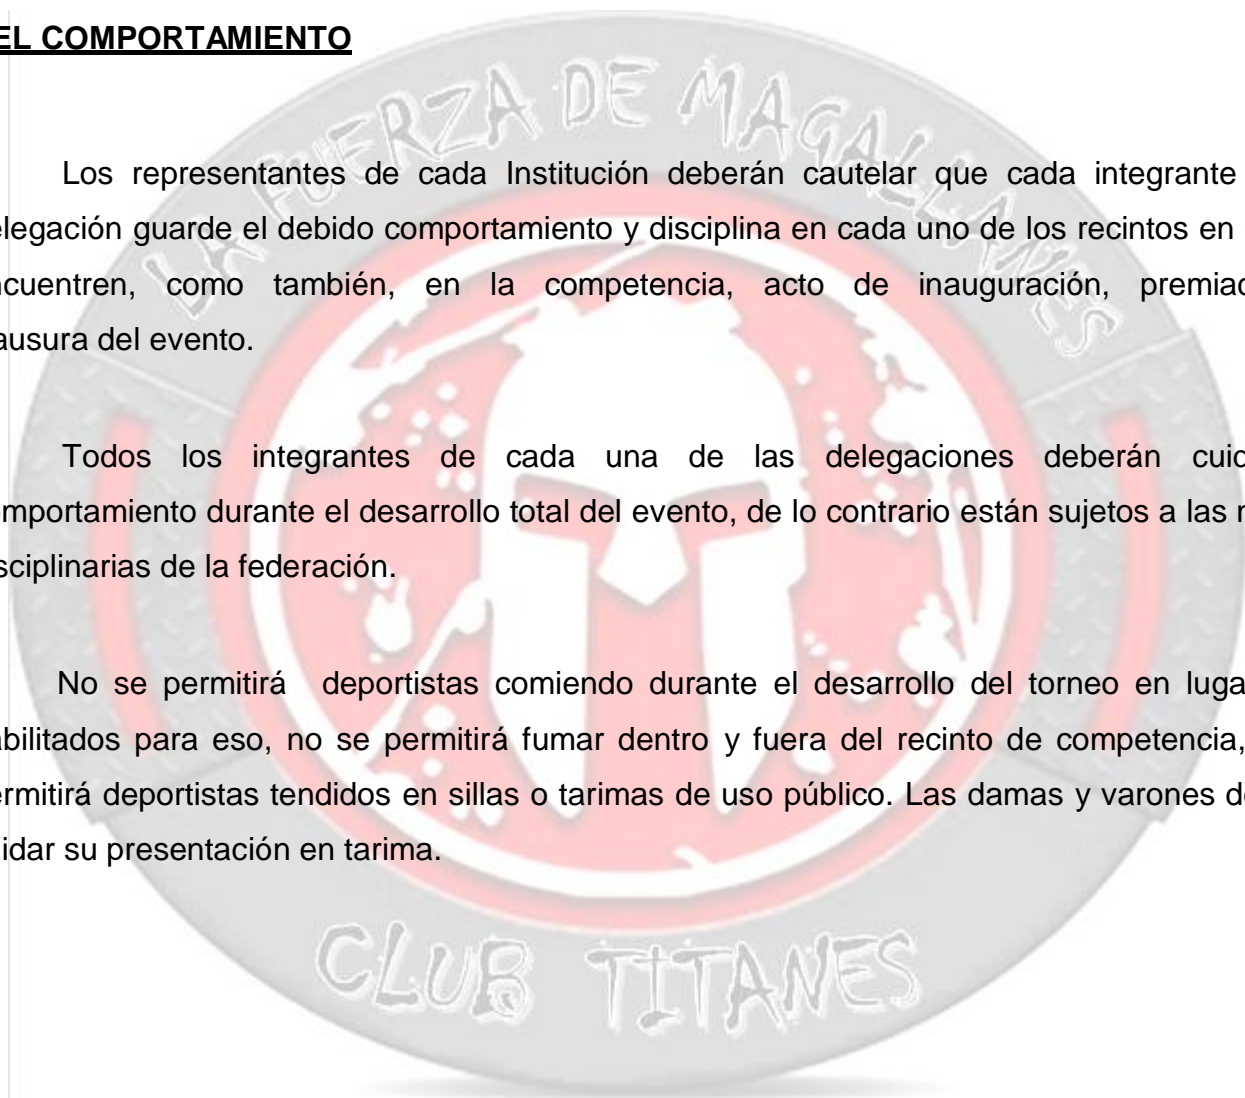 EL COMPORTAMIENTO
LA FUERZA DE MAGALLANES
Los representantes de cada Institución deberán cautelar que cada integrante
elegación guarde el debido comportamiento y disciplina en cada uno de los recintos en
ncuentren, como también, en la competencia, acto de inauguración, premiac
ausura del evento.
Todos los integrantes de cada una de las delegaciones deberán cuid
omportamiento durante el desarrollo total del evento, de lo contrario están sujetos a las
sciplinarias de la federación.
No se permitirá deportistas comiendo durante el desarrollo del torneo en luga
abilitados para eso, no se permitirá fumar dentro y fuera del recinto de competencia,
ermitirá deportistas tendidos en sillas o tarimas de uso público. Las damas y varones de
idar su presentación en tarima.
CLUB TITANES